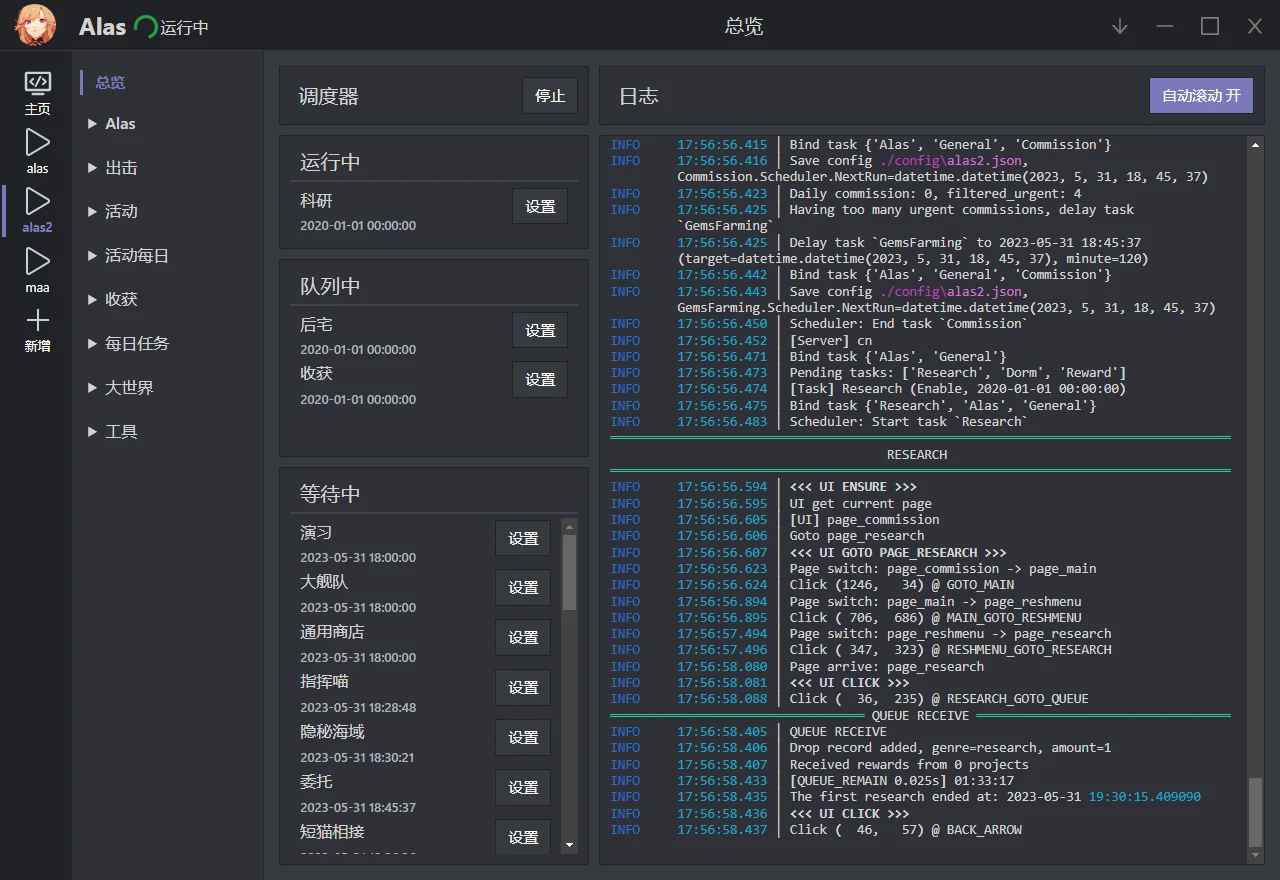 Alas 运行中
总览
主页
alas
alas2
maa
新增
总览
Alas
出击
活动
活动每日
收获
每日任务
大世界
工具
调度器
停止
运行中
科研
2020-01-01 00:00:00
设置
队列中
后宅
2020-01-01 00:00:00
设置
收获
2020-01-01 00:00:00
设置
等待中
演习
2023-05-31 18:00:00
设置
大舰队
2023-05-31 18:00:00
设置
通用商店
2023-05-31 18:00:00
设置
指挥喵
2023-05-31 18:28:48
设置
隐秘海域
2023-05-31 18:30:21
设置
委托
2023-05-31 18:45:37
设置
短猫相接
设置
日志
自动滚动 开
INFO 17:56:56.415 │ Bind task {'Alas', 'General', 'Commission'}
INFO 17:56:56.416 │ Save config ./config\alas2.json,
Commission.Scheduler.NextRun=datetime.datetime(2023, 5, 31, 18, 45, 37)
INFO 17:56:56.423 │ Daily commission: 0, filtered_urgent: 4
INFO 17:56:56.425 │ Having too many urgent commissions, delay task
`GemsFarming`
INFO 17:56:56.425 │ Delay task `GemsFarming` to 2023-05-31 18:45:37
(target=datetime.datetime(2023, 5, 31, 18, 45, 37), minute=120)
INFO 17:56:56.442 │ Bind task {'Alas', 'General', 'Commission'}
INFO 17:56:56.443 │ Save config ./config\alas2.json,
GemsFarming.Scheduler.NextRun=datetime.datetime(2023, 5, 31, 18, 45, 37)
INFO 17:56:56.450 │ Scheduler: End task `Commission`
INFO 17:56:56.452 │ [Server] cn
INFO 17:56:56.471 │ Bind task {'Alas', 'General'}
INFO 17:56:56.473 │ Pending tasks: ['Research', 'Dorm', 'Reward']
INFO 17:56:56.474 │ [Task] Research (Enable, 2020-01-01 00:00:00)
INFO 17:56:56.475 │ Bind task {'Research', 'Alas', 'General'}
INFO 17:56:56.483 │ Scheduler: Start task `Research`
RESEARCH
INFO 17:56:56.594 │ <<< UI ENSURE >>>
INFO 17:56:56.595 │ UI get current page
INFO 17:56:56.605 │ [UI] page_commission
INFO 17:56:56.606 │ Goto page_research
INFO 17:56:56.607 │ <<< UI GOTO PAGE_RESEARCH >>>
INFO 17:56:56.623 │ Page switch: page_commission -> page_main
INFO 17:56:56.624 │ Click (1246,   34) @ GOTO_MAIN
INFO 17:56:56.894 │ Page switch: page_main -> page_reshmenu
INFO 17:56:56.895 │ Click ( 706,  686) @ MAIN_GOTO_RESHMENU
INFO 17:56:57.494 │ Page switch: page_reshmenu -> page_research
INFO 17:56:57.496 │ Click ( 347,  323) @ RESHMENU_GOTO_RESEARCH
INFO 17:56:58.080 │ Page arrive: page_research
INFO 17:56:58.081 │ <<< UI CLICK >>>
INFO 17:56:58.088 │ Click (  36,  235) @ RESEARCH_GOTO_QUEUE
QUEUE RECEIVE
INFO 17:56:58.405 │ QUEUE RECEIVE
INFO 17:56:58.406 │ Drop record added, genre=research, amount=1
INFO 17:56:58.407 │ Received rewards from 0 projects
INFO 17:56:58.433 │ [QUEUE_REMAIN 0.025s] 01:33:17
INFO 17:56:58.435 │ The first research ended at: 2023-05-31 19:30:15.409090
INFO 17:56:58.436 │ <<< UI CLICK >>>
INFO 17:56:58.437 │ Click (  46,   57) @ BACK_ARROW